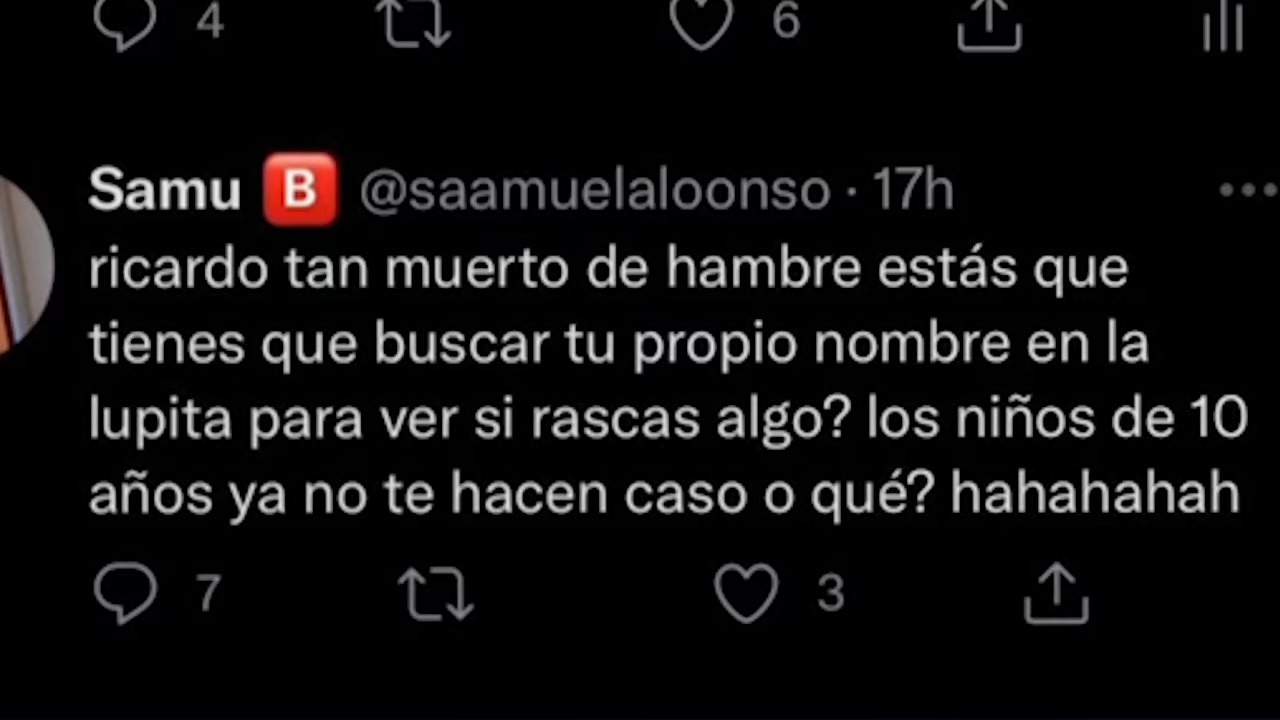 4 6
Samu B @saamuelaloonso · 17h
ricardo tan muerto de hambre estás que
tienes que buscar tu propio nombre en la
lupita para ver si rascas algo? los niños de 10
años ya no te hacen caso o qué? hahahahah
7 3